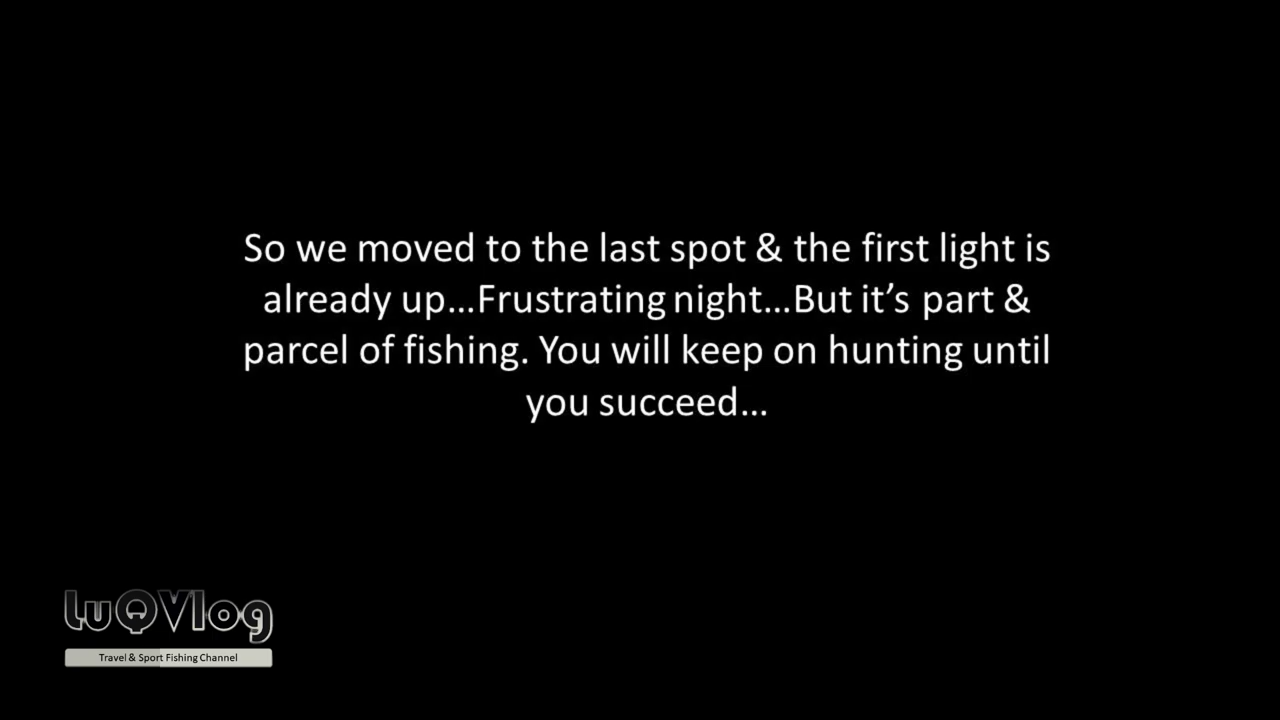 So we moved to the last spot & the first light is
already up...Frustrating night...But it's part &
parcel of fishing. You will keep on hunting until
you succeed...
LuQVlog
Travel & Sport Fishing Channel